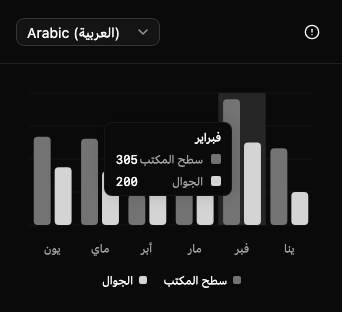 Arabic (العربية)
فبراير
سطح المكتب 305
الجوال 200
ينا فبر مار أبر ماي يون
سطح المكتب الجوال